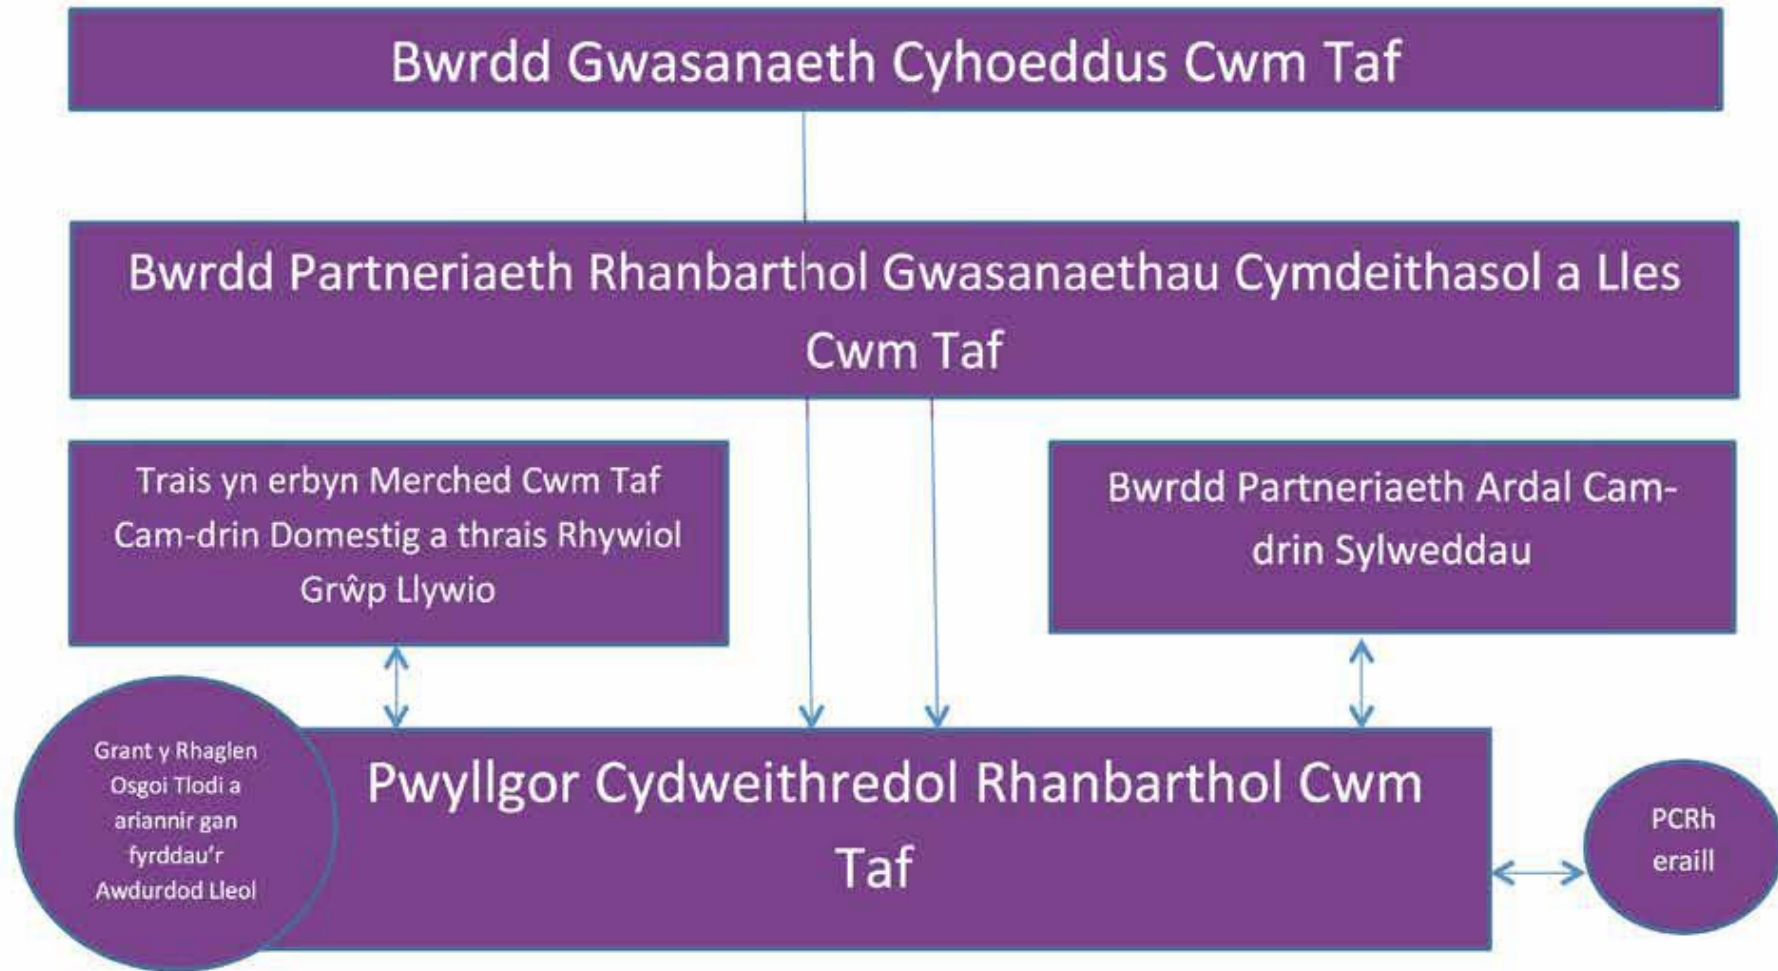 Bwrdd Gwasanaeth Cyhoeddus Cwm Taf
Bwrdd Partneriaeth Rhanbarthol Gwasanaethau Cymdeithasol a Lles
Cwm Taf
Trais yn erbyn Merched Cwm Taf
Cam-drin Domestig a thrais Rhywiol
Grŵp Llywio
Bwrdd Partneriaeth Ardal Cam-
drin Sylweddau
Grant y Rhaglen
Osgoi Tlodi a
ariannir gan
fyrddau'r
Awdurdod Lleol
Pwyllgor Cydweithredol Rhanbarthol Cwm
Taf
PCRh
eraill